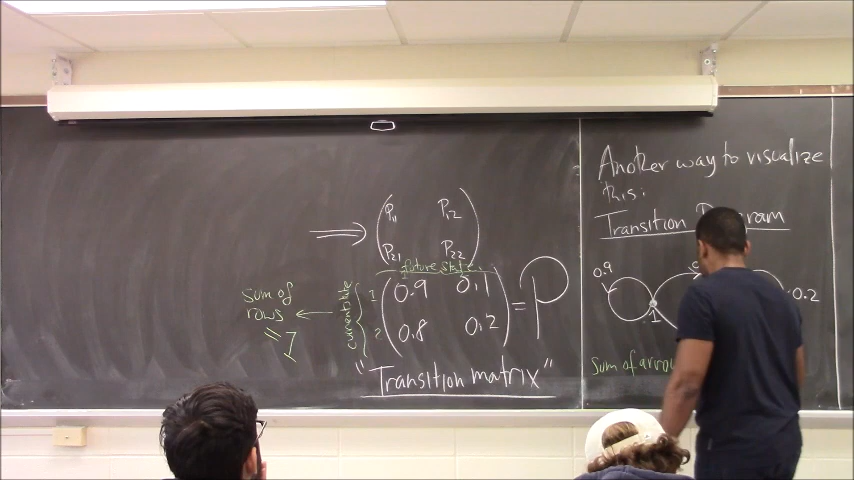 P11 P12
P21 P22
future state
1 0.9 0.1
2 0.8 0.2
= P
current state
sum of
rows
= 1
"Transition matrix"
Another way to visualize
this:
Transition
0.9
1
0.2
Sum of